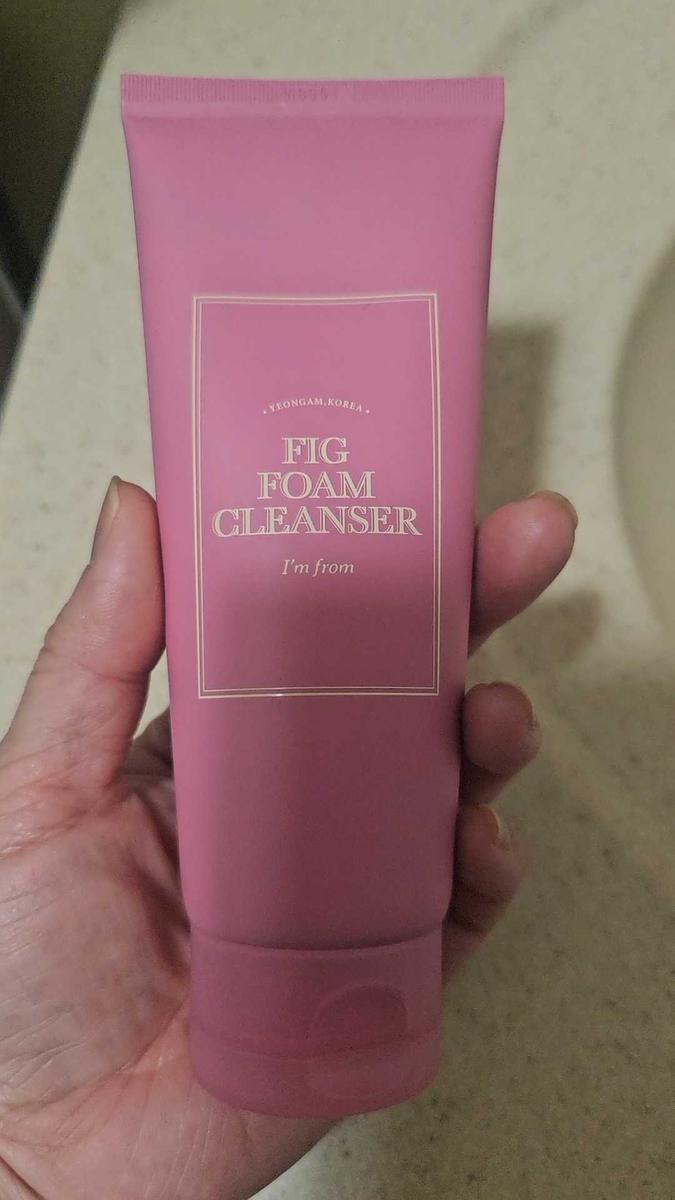 • YEONGAM,KOREA •
FIG
FOAM
CLEANSER
I'm from